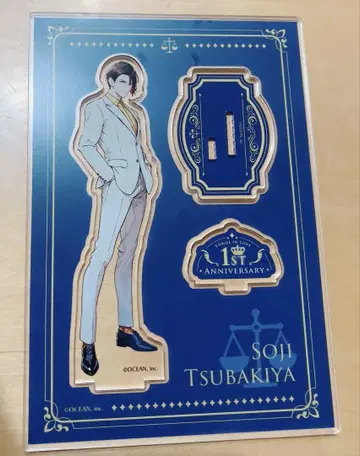 1ST
ANNIVERSARY
©OCEAN, Inc.
SOJI
TSUBAKIYA
©OCEAN, Inc.